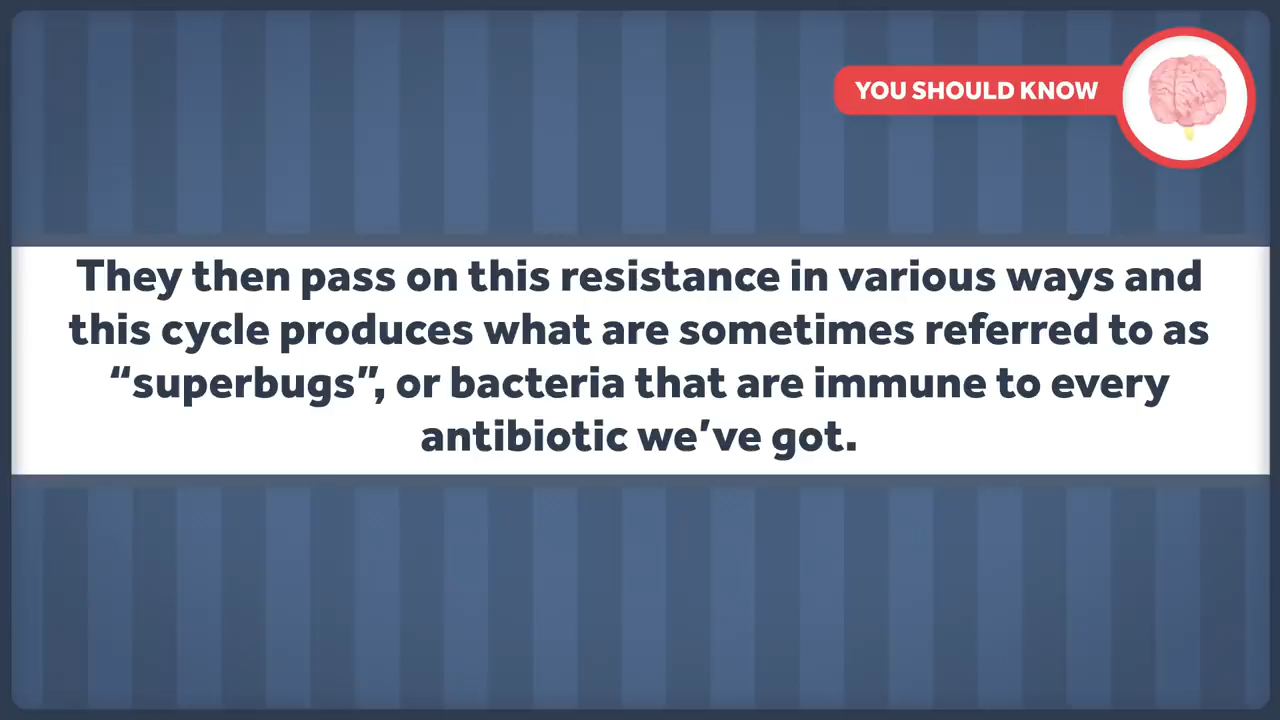 YOU SHOULD KNOW
They then pass on this resistance in various ways and
this cycle produces what are sometimes referred to as
“superbugs”, or bacteria that are immune to every
antibiotic we’ve got.